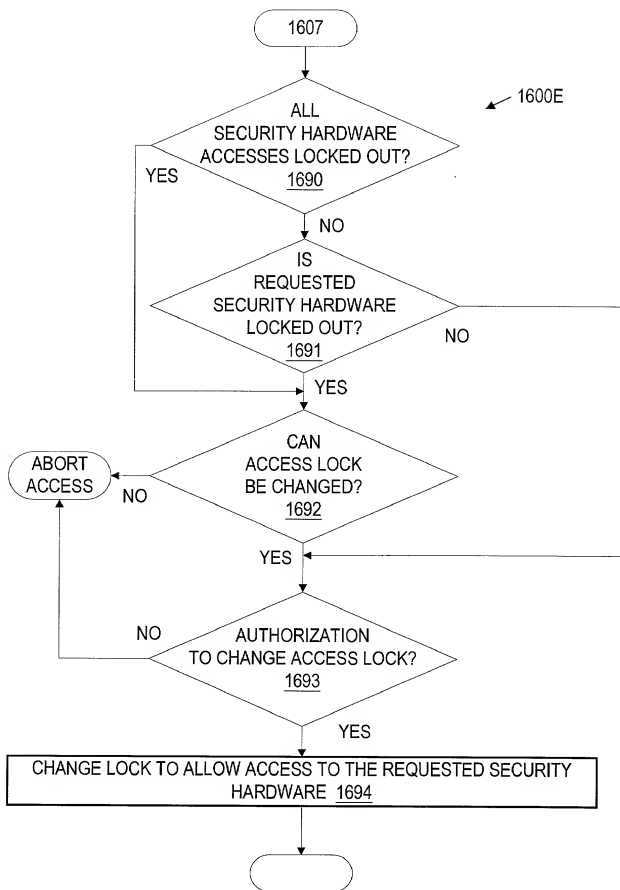 1607
1600E
ALL
SECURITY HARDWARE
ACCESSES LOCKED OUT?
1690
YES
NO
IS
REQUESTED
SECURITY HARDWARE
LOCKED OUT?
1691
NO
YES
CAN
ACCESS LOCK
BE CHANGED?
1692
ABORT
ACCESS
NO
YES
NO
AUTHORIZATION
TO CHANGE ACCESS LOCK?
1693
YES
CHANGE LOCK TO ALLOW ACCESS TO THE REQUESTED SECURITY
HARDWARE 1694